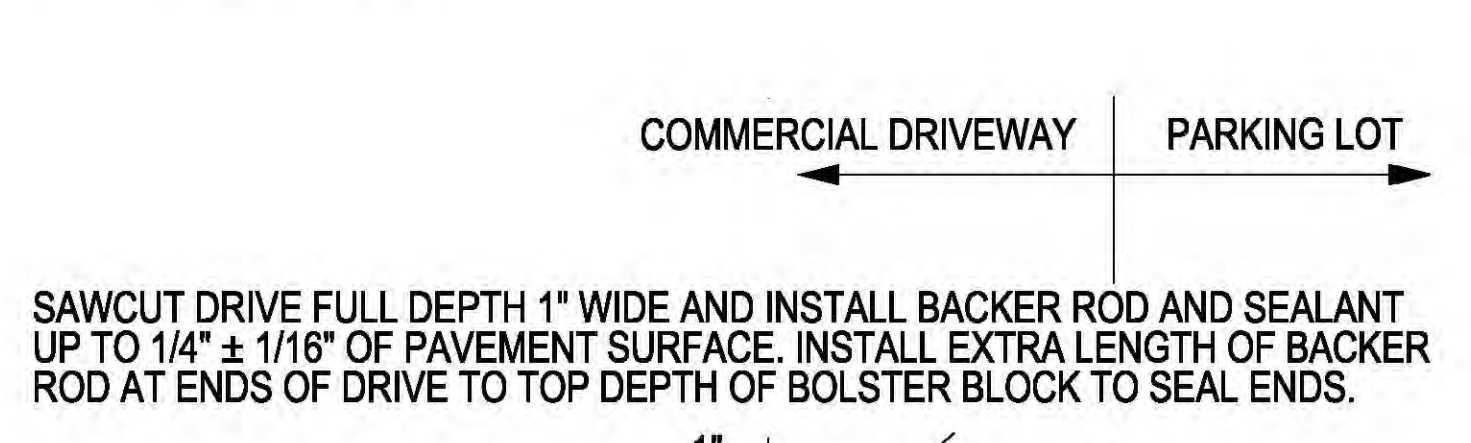 COMMERCIAL DRIVEWAY PARKING LOT
SAWCUT DRIVE FULL DEPTH 1" WIDE AND INSTALL BACKER ROD AND SEALANT
UP TO 1/4" ± 1/16" OF PAVEMENT SURFACE. INSTALL EXTRA LENGTH OF BACKER
ROD AT ENDS OF DRIVE TO TOP DEPTH OF BOLSTER BLOCK TO SEAL ENDS.
1"